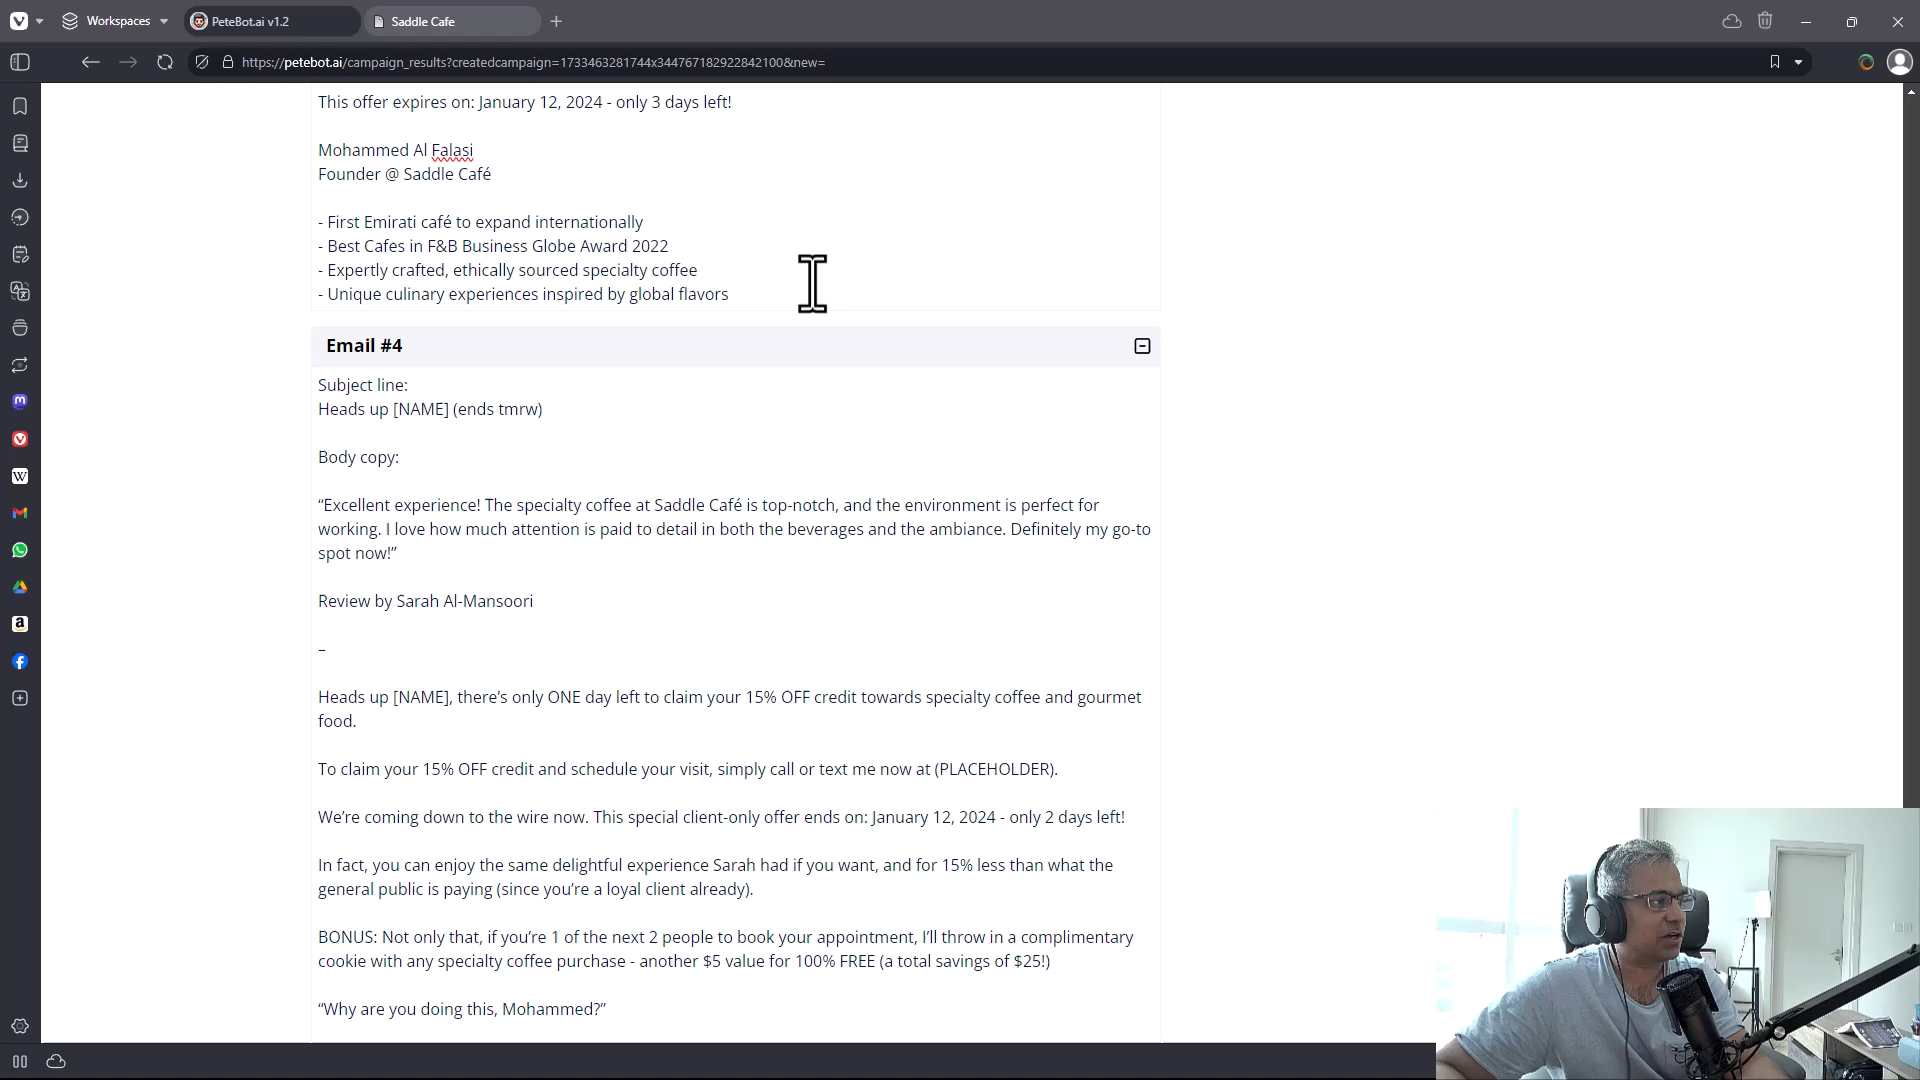 Workspaces
PeteBot.ai v1.2
Saddle Cafe
https://petebot.ai/campaign_results?createdcampaign=1733463281744x344767182922842100&new=
This offer expires on: January 12, 2024 - only 3 days left!
Mohammed Al Falasi
Founder @ Saddle Café
- First Emirati café to expand internationally
- Best Cafes in F&B Business Globe Award 2022
- Expertly crafted, ethically sourced specialty coffee
- Unique culinary experiences inspired by global flavors
Email #4
Subject line:
Heads up [NAME] (ends tmrw)
Body copy:
“Excellent experience! The specialty coffee at Saddle Café is top-notch, and the environment is perfect for
working. I love how much attention is paid to detail in both the beverages and the ambiance. Definitely my go-to
spot now!”
Review by Sarah Al-Mansoori
–
Heads up [NAME], there’s only ONE day left to claim your 15% OFF credit towards specialty coffee and gourmet
food.
To claim your 15% OFF credit and schedule your visit, simply call or text me now at (PLACEHOLDER).
We’re coming down to the wire now. This special client-only offer ends on: January 12, 2024 - only 2 days left!
In fact, you can enjoy the same delightful experience Sarah had if you want, and for 15% less than what the
general public is paying (since you’re a loyal client already).
BONUS: Not only that, if you’re 1 of the next 2 people to book your appointment, I’ll throw in a complimentary
cookie with any specialty coffee purchase - another $5 value for 100% FREE (a total savings of $25!)
“Why are you doing this, Mohammed?”